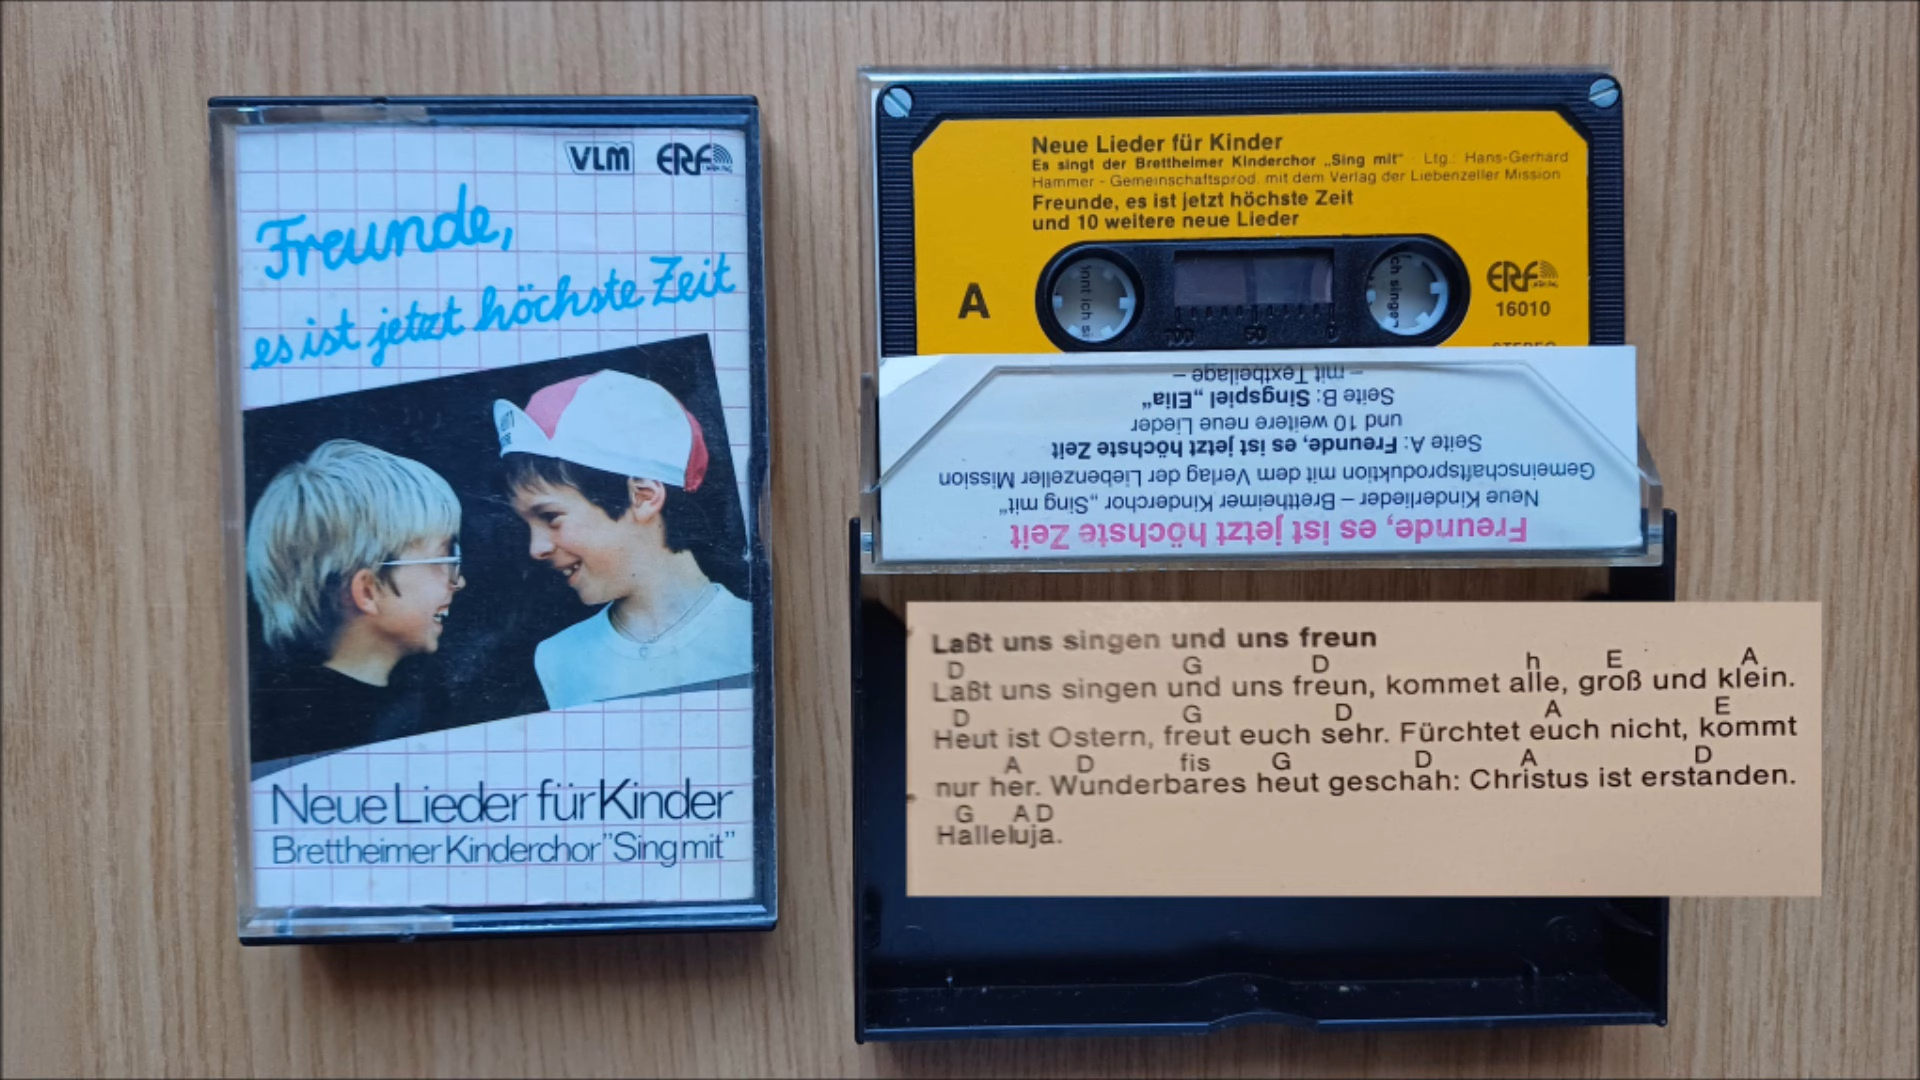 VLM ERF
Freunde,
es ist jetzt höchste Zeit
Neue Lieder für Kinder
Brettheimer Kinderchor "Sing mit"
Neue Lieder für Kinder
Es singt der Brettheimer Kinderchor „Sing mit“ · Ltg.: Hans-Gerhard
Hammer - Gemeinschaftsprod. mit dem Verlag der Liebenzeller Mission
Freunde, es ist jetzt höchste Zeit
und 10 weitere neue Lieder
A
ERF
16010
STEREO
100 50 0
Freunde, es ist jetzt höchste Zeit
Neue Kinderlieder – Brettheimer Kinderchor „Sing mit“
Gemeinschaftsproduktion mit dem Verlag der Liebenzeller Mission
Seite A: Freunde, es ist jetzt höchste Zeit
und 10 weitere neue Lieder
Seite B: Singspiel „Elia“
– mit Textbeilage –
Laßt uns singen und uns freun
D G D h E A
Laßt uns singen und uns freun, kommet alle, groß und klein.
D G D A E
Heut ist Ostern, freut euch sehr. Fürchtet euch nicht, kommt
A D fis G D A D
nur her. Wunderbares heut geschah: Christus ist erstanden.
G A D
Halleluja.